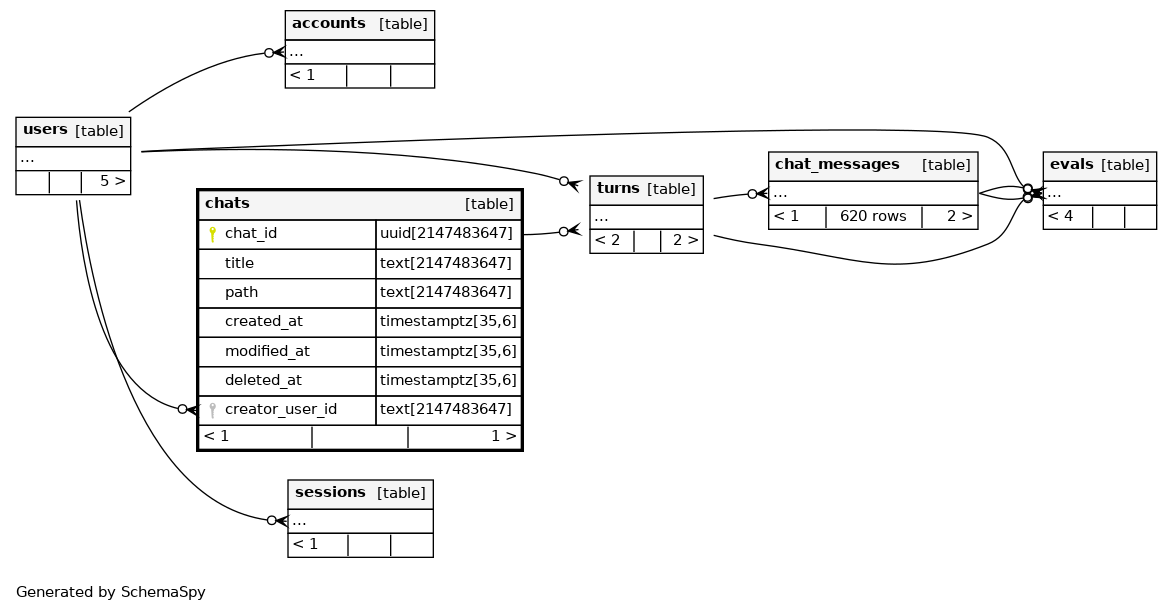 accounts [table]
...
< 1
users [table]
...
5 >
chats [table]
chat_id uuid[2147483647]
title text[2147483647]
path text[2147483647]
created_at timestamptz[35,6]
modified_at timestamptz[35,6]
deleted_at timestamptz[35,6]
creator_user_id text[2147483647]
< 1 1 >
turns [table]
...
< 2 2 >
chat_messages [table]
...
< 1 620 rows 2 >
evals [table]
...
< 4
sessions [table]
...
< 1
Generated by SchemaSpy